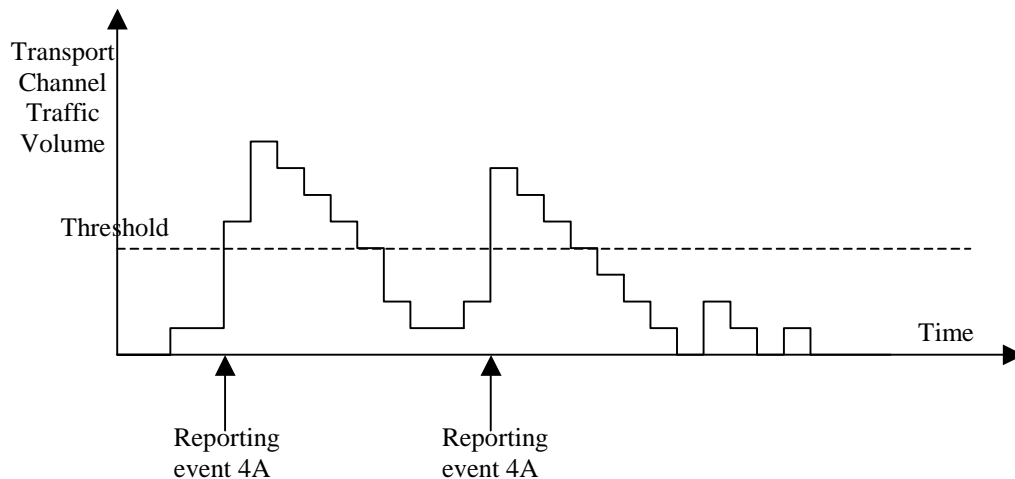 Transport
Channel
Traffic
Volume
Threshold
Time
Reporting
event 4A
Reporting
event 4A